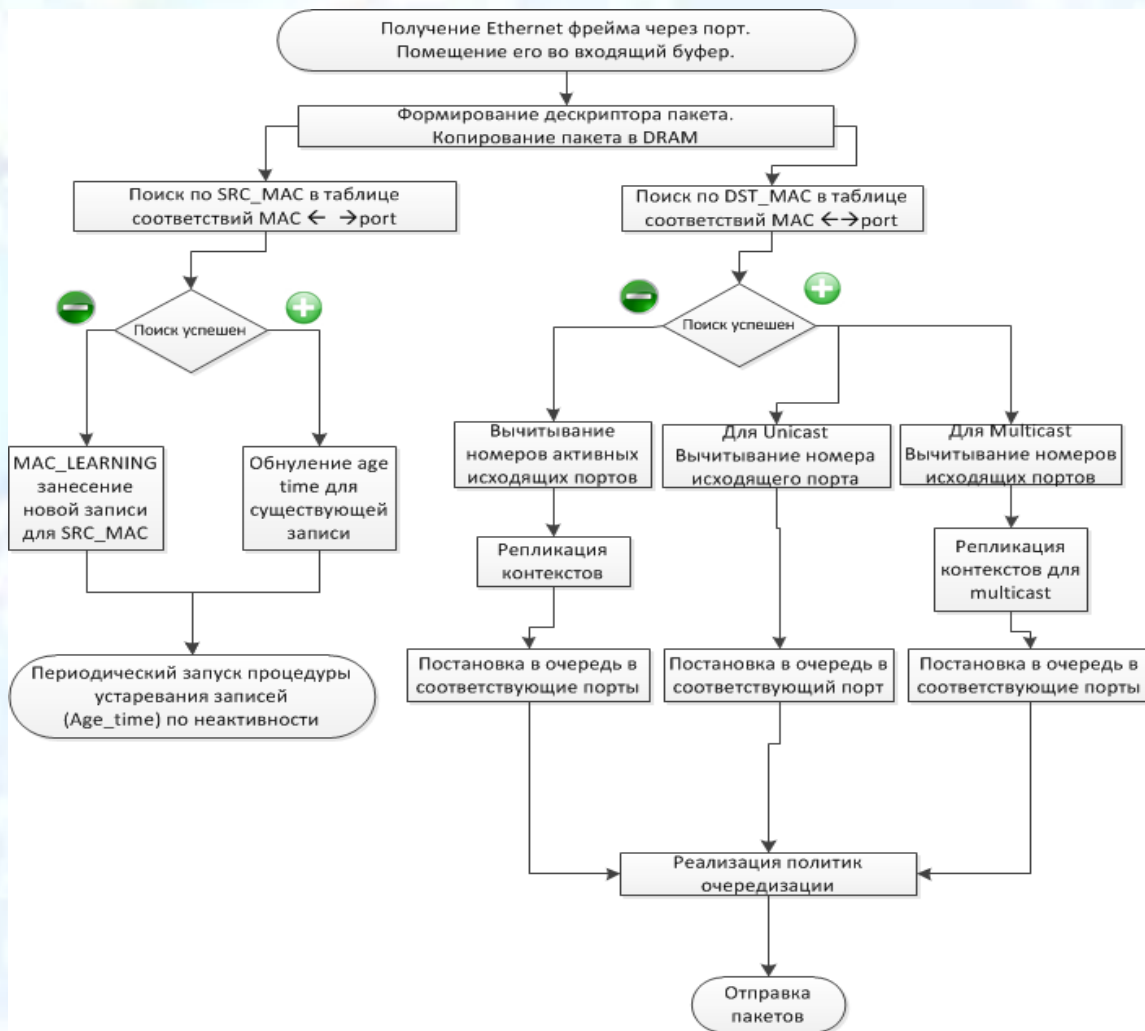 Получение Ethernet фрейма через порт.
Помещение его во входящий буфер.
Формирование дескриптора пакета.
Копирование пакета в DRAM
Поиск по SRC_MAC в таблице
соответствий MAC ← →port
Поиск по DST_MAC в таблице
соответствий MAC ←→port
Поиск успешен
Поиск успешен
MAC_LEARNING
занесение
новой записи
для SRC_MAC
Обнуление age
time для
существующей
записи
Вычитывание
номеров активных
исходящих портов
Для Unicast
Вычитывание номера
исходящего порта
Для Multicast
Вычитывание номеров
исходящих портов
Репликация
контекстов
Репликация
контекстов для
multicast
Периодический запуск процедуры
устаревания записей
(Age_time) по неактивности
Постановка в очередь в
соответствующие порты
Постановка в очередь в
соответствующий порт
Постановка в очередь в
соответствующие порты
Реализация политик
очередизации
Отправка
пакетов